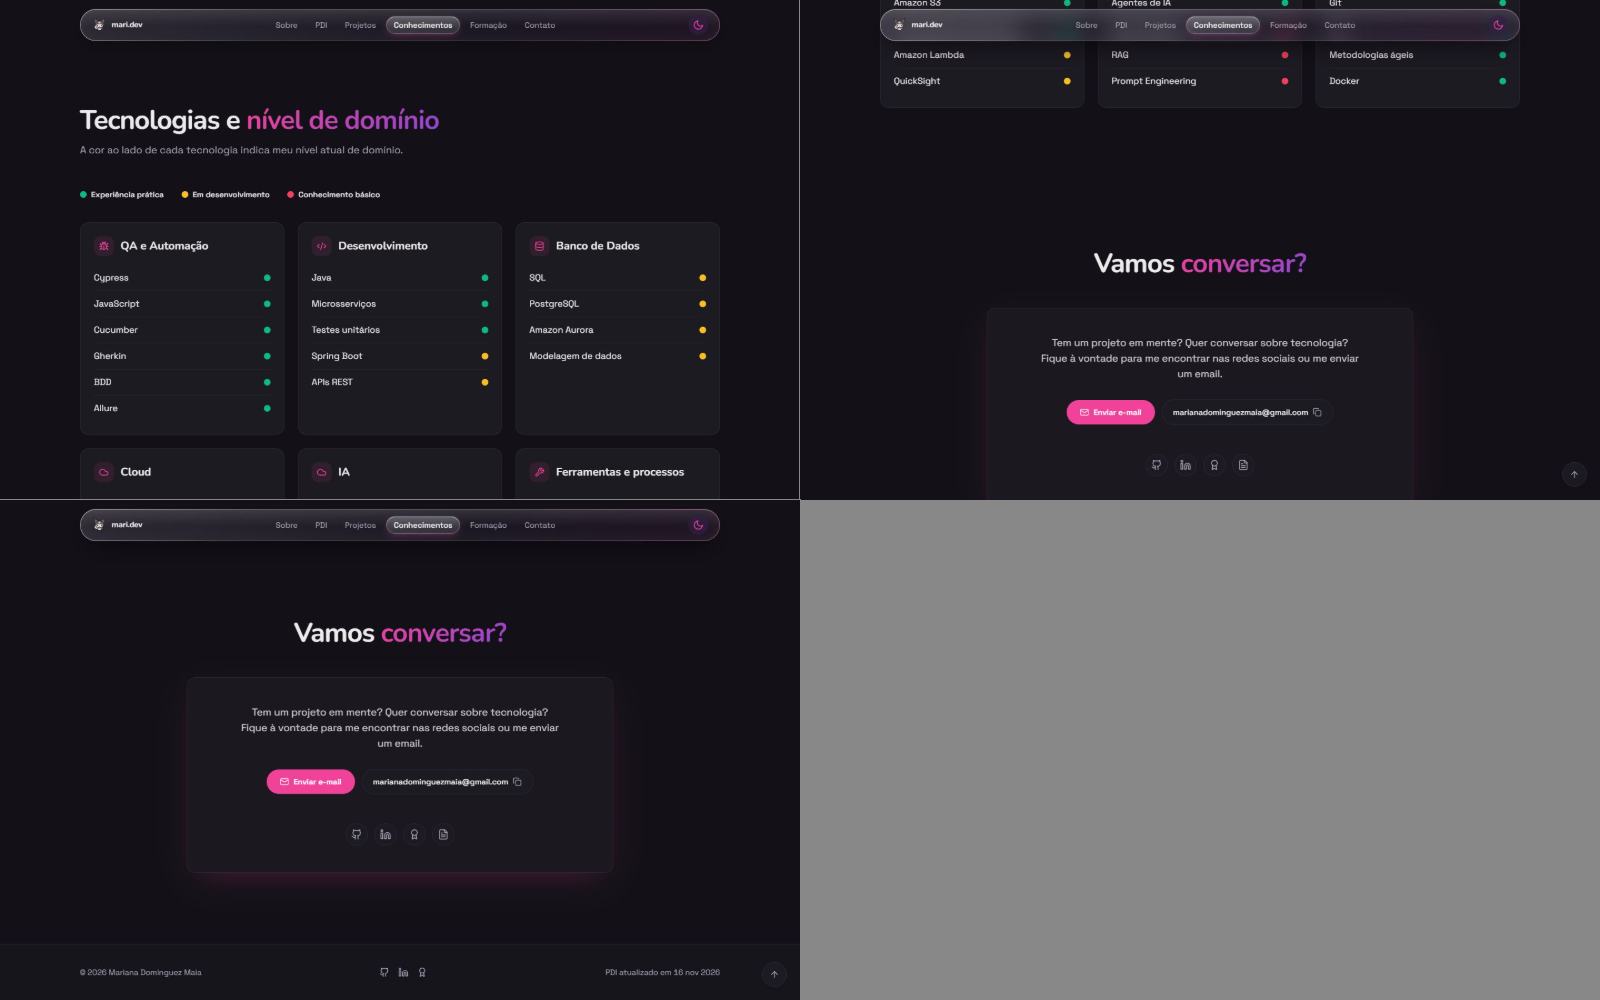 mari.dev Sobre PDI Projetos Conhecimentos Formação Contato
Tecnologias e nível de domínio
A cor ao lado de cada tecnologia indica meu nível atual de domínio.
Experiência prática Em desenvolvimento Conhecimento básico
QA e Automação
Cypress
JavaScript
Cucumber
Gherkin
BDD
Allure
Desenvolvimento
Java
Microsserviços
Testes unitários
Spring Boot
APIs REST
Banco de Dados
SQL
PostgreSQL
Amazon Aurora
Modelagem de dados
Cloud
IA
Ferramentas e processos
Amazon S3 Agentes de IA Git
mari.dev Sobre PDI Projetos Conhecimentos Formação Contato
Amazon Lambda RAG Metodologias ágeis
QuickSight Prompt Engineering Docker
Vamos conversar?
Tem um projeto em mente? Quer conversar sobre tecnologia?
Fique à vontade para me encontrar nas redes sociais ou me enviar
um email.
Enviar e-mail marianadominguezmaia@gmail.com
mari.dev Sobre PDI Projetos Conhecimentos Formação Contato
Vamos conversar?
Tem um projeto em mente? Quer conversar sobre tecnologia?
Fique à vontade para me encontrar nas redes sociais ou me enviar
um email.
Enviar e-mail marianadominguezmaia@gmail.com
© 2026 Mariana Dominguez Maia PDI atualizado em 16 nov 2026